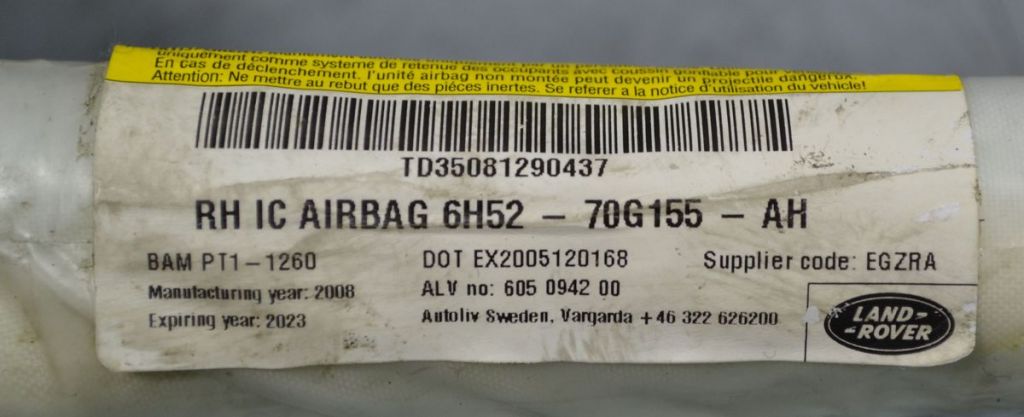 uniquement comme système de retenue des occupants avec coussin gonflable pour
En cas de déclenchement, l'unité airbag non montée peut devenir un projectile dangereux.
Attention: Ne mettre au rebut que des pièces inertes. Se referer a la notice d'utilisation du vehicle!
TD35081290437
RH IC AIRBAG 6H52 - 70G155 - AH
BAM PT1-1260
DOT EX2005120168
Supplier code: EGZRA
Manufacturing year: 2008
ALV no: 605 0942 00
Expiring year: 2023
Autoliv Sweden, Vargarda +46 322 626200
LAND-
-ROVER